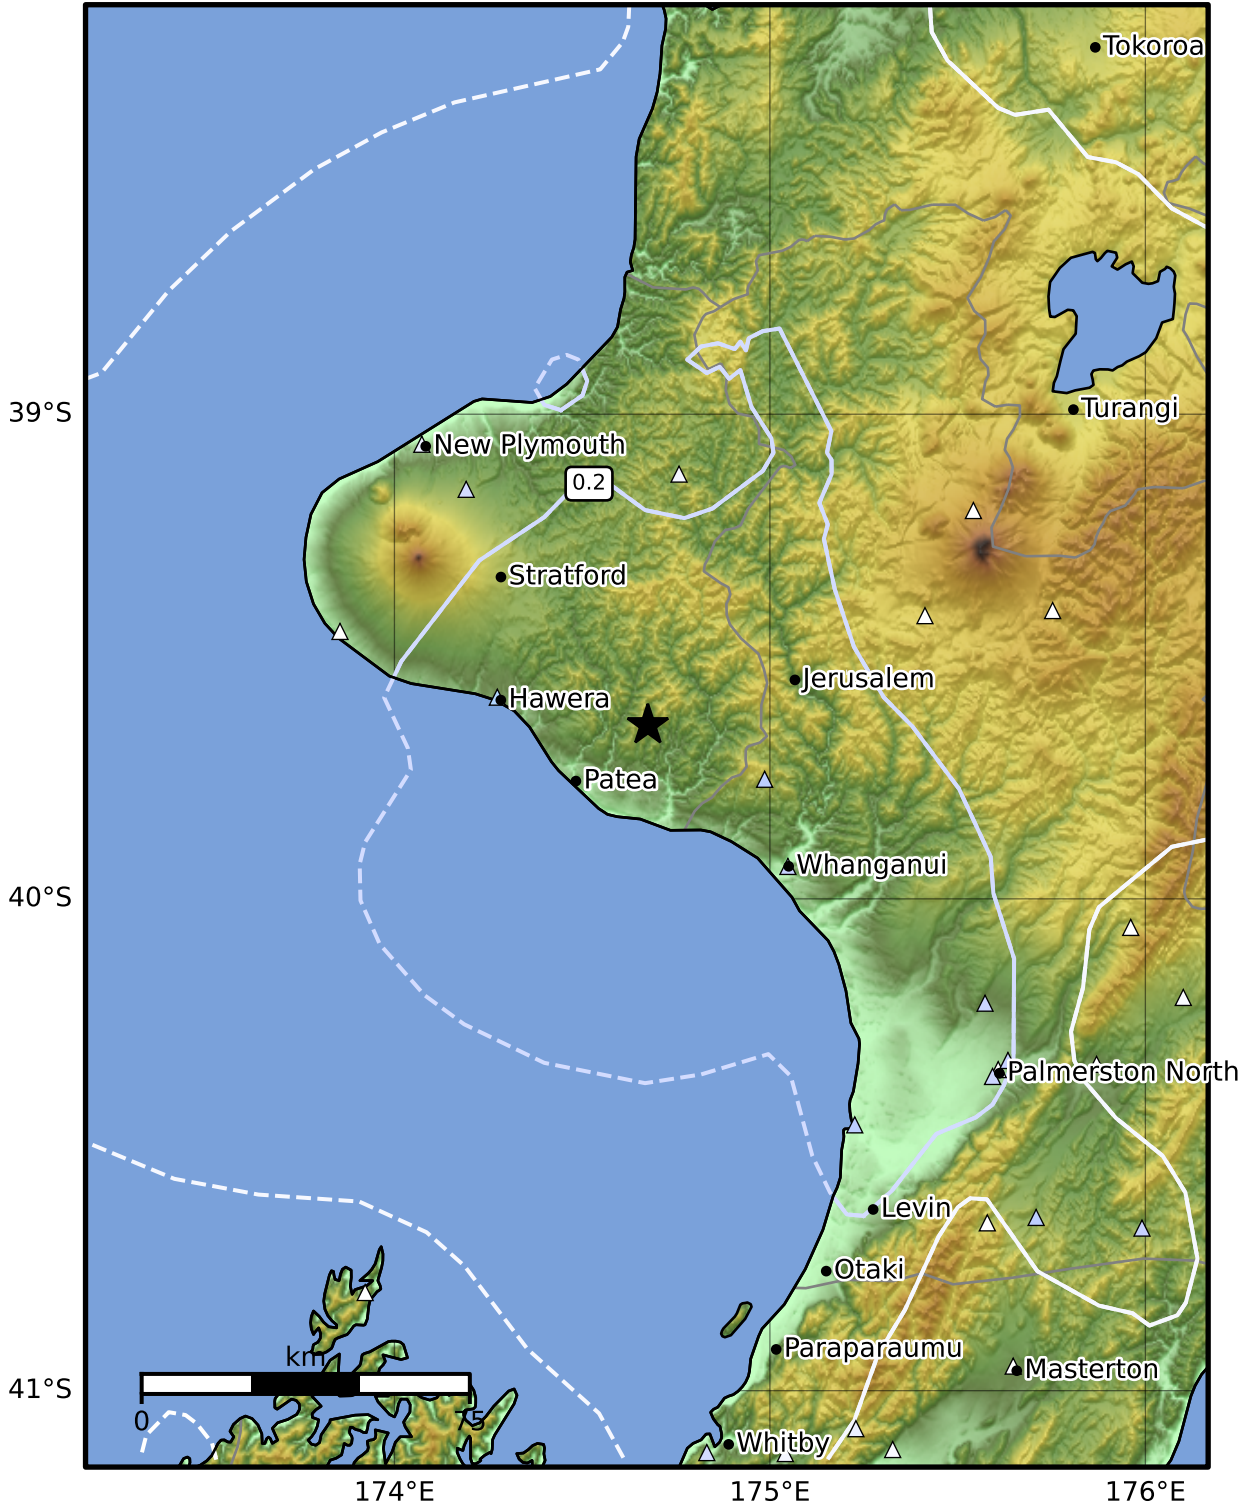 Tokoroa
39°S
Turangi
New Plymouth
0.2
Stratford
Jerusalem
Hawera
Patea
Whanganui
40°S
Palmerston North
Levin
Otaki
Paraparaumu
km
Masterton
41°S
0
75
Whitby
174°E
175°E
176°E